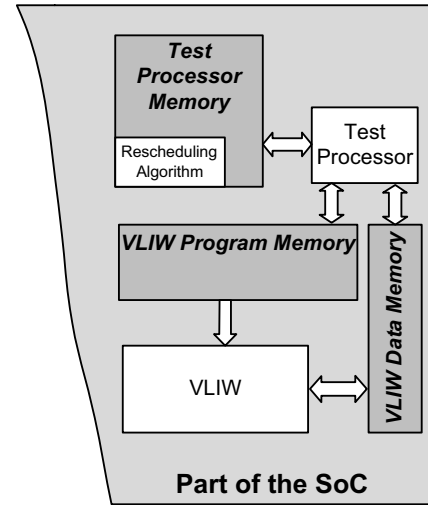 Test
Processor
Memory
Rescheduling
Algorithm
Test
Processor
VLIW Program Memory
VLIW Data Memory
VLIW
Part of the SoC